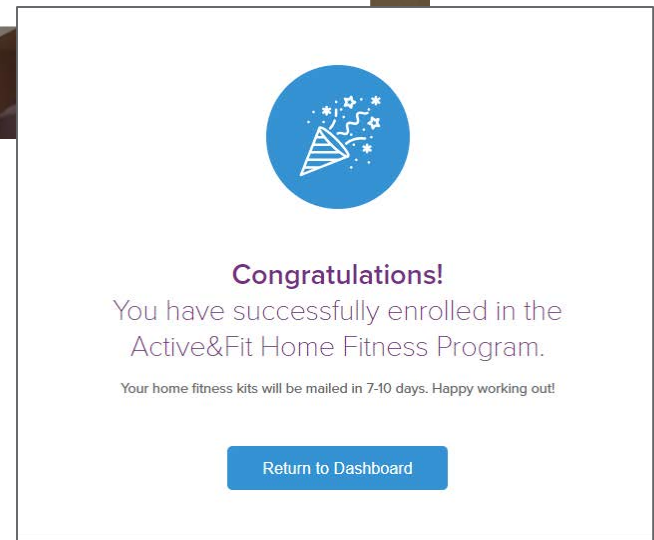 Congratulations!
You have successfully enrolled in the
Active&Fit Home Fitness Program.
Your home fitness kits will be mailed in 7-10 days. Happy working out!
Return to Dashboard